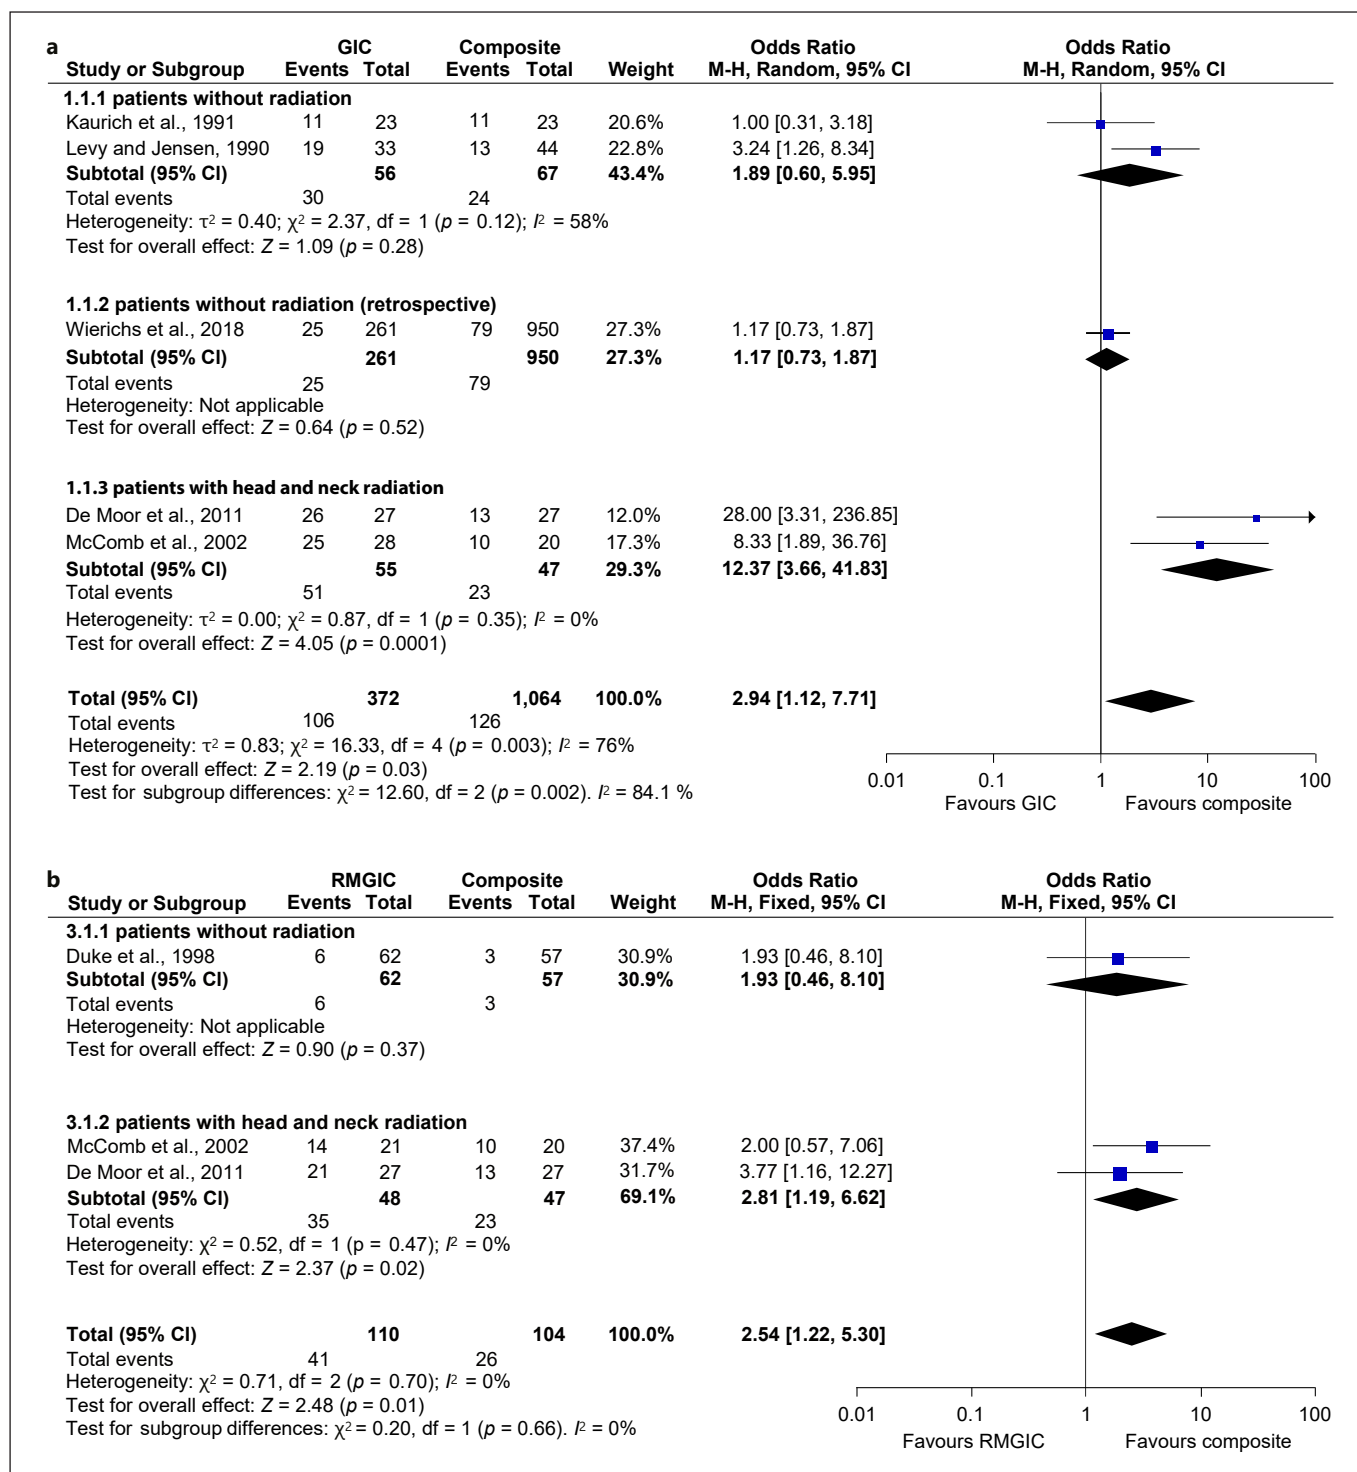 a GIC Composite Odds Ratio Odds Ratio
Study or Subgroup Events Total Events Total Weight M-H, Random, 95% CI M-H, Random, 95% CI
1.1.1 patients without radiation
Kaurich et al., 1991 11 23 11 23 20.6% 1.00 [0.31, 3.18]
Levy and Jensen, 1990 19 33 13 44 22.8% 3.24 [1.26, 8.34]
Subtotal (95% CI) 56 67 43.4% 1.89 [0.60, 5.95]
Total events 30 24
Heterogeneity: τ² = 0.40; χ² = 2.37, df = 1 (p = 0.12); I² = 58%
Test for overall effect: Z = 1.09 (p = 0.28)
1.1.2 patients without radiation (retrospective)
Wierichs et al., 2018 25 261 79 950 27.3% 1.17 [0.73, 1.87]
Subtotal (95% CI) 261 950 27.3% 1.17 [0.73, 1.87]
Total events 25 79
Heterogeneity: Not applicable
Test for overall effect: Z = 0.64 (p = 0.52)
1.1.3 patients with head and neck radiation
De Moor et al., 2011 26 27 13 27 12.0% 28.00 [3.31, 236.85]
McComb et al., 2002 25 28 10 20 17.3% 8.33 [1.89, 36.76]
Subtotal (95% CI) 55 47 29.3% 12.37 [3.66, 41.83]
Total events 51 23
Heterogeneity: τ² = 0.00; χ² = 0.87, df = 1 (p = 0.35); I² = 0%
Test for overall effect: Z = 4.05 (p = 0.0001)
Total (95% CI) 372 1,064 100.0% 2.94 [1.12, 7.71]
Total events 106 126
Heterogeneity: τ² = 0.83; χ² = 16.33, df = 4 (p = 0.003); I² = 76%
Test for overall effect: Z = 2.19 (p = 0.03)
Test for subgroup differences: χ² = 12.60, df = 2 (p = 0.002). I² = 84.1 %
0.01 0.1 1 10 100
Favours GIC Favours composite
b RMGIC Composite Odds Ratio Odds Ratio
Study or Subgroup Events Total Events Total Weight M-H, Fixed, 95% CI M-H, Fixed, 95% CI
3.1.1 patients without radiation
Duke et al., 1998 6 62 3 57 30.9% 1.93 [0.46, 8.10]
Subtotal (95% CI) 62 57 30.9% 1.93 [0.46, 8.10]
Total events 6 3
Heterogeneity: Not applicable
Test for overall effect: Z = 0.90 (p = 0.37)
3.1.2 patients with head and neck radiation
McComb et al., 2002 14 21 10 20 37.4% 2.00 [0.57, 7.06]
De Moor et al., 2011 21 27 13 27 31.7% 3.77 [1.16, 12.27]
Subtotal (95% CI) 48 47 69.1% 2.81 [1.19, 6.62]
Total events 35 23
Heterogeneity: χ² = 0.52, df = 1 (p = 0.47); I² = 0%
Test for overall effect: Z = 2.37 (p = 0.02)
Total (95% CI) 110 104 100.0% 2.54 [1.22, 5.30]
Total events 41 26
Heterogeneity: χ² = 0.71, df = 2 (p = 0.70); I² = 0%
Test for overall effect: Z = 2.48 (p = 0.01)
Test for subgroup differences: χ² = 0.20, df = 1 (p = 0.66). I² = 0%
0.01 0.1 1 10 100
Favours RMGIC Favours composite